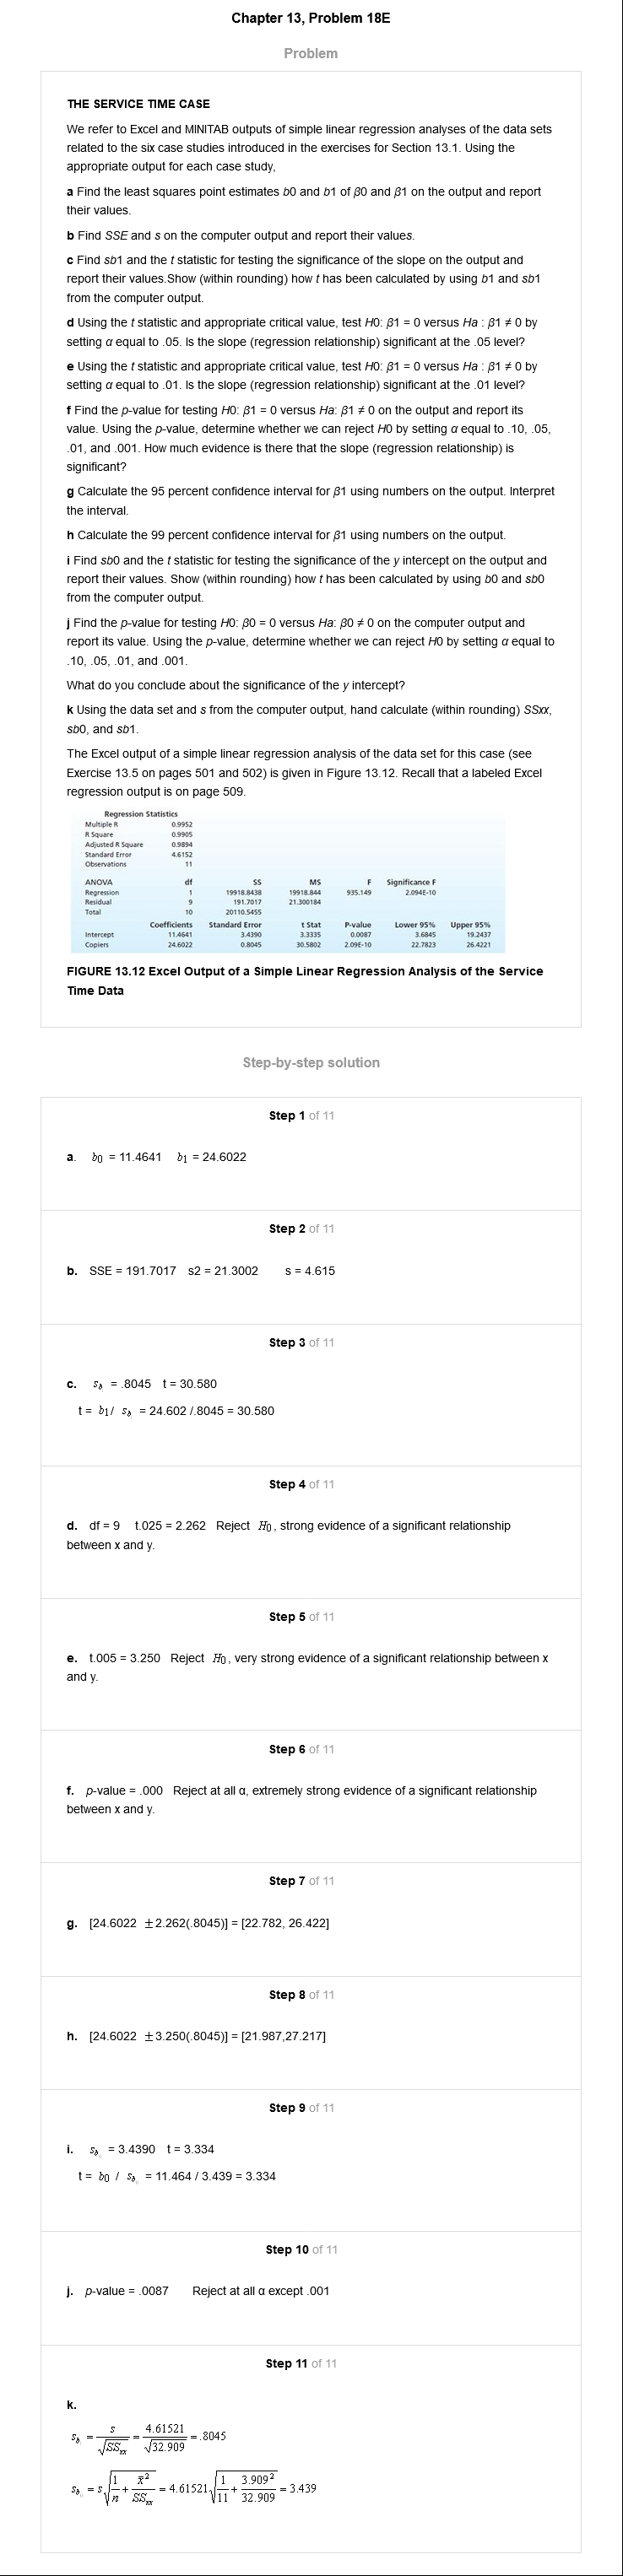 Chapter 13, Problem 18E
Problem
THE SERVICE TIME CASE
We refer to Excel and MINITAB outputs of simple linear regression analyses of the data sets
related to the six case studies introduced in the exercises for Section 13.1. Using the
appropriate output for each case study,
a Find the least squares point estimates b0 and b1 of β0 and β1 on the output and report
their values.
b Find SSE and s on the computer output and report their values.
c Find sb1 and the t statistic for testing the significance of the slope on the output and
report their values.Show (within rounding) how t has been calculated by using b1 and sb1
from the computer output.
d Using the t statistic and appropriate critical value, test H0: β1 = 0 versus Ha : β1 ≠ 0 by
setting α equal to .05. Is the slope (regression relationship) significant at the .05 level?
e Using the t statistic and appropriate critical value, test H0: β1 = 0 versus Ha : β1 ≠ 0 by
setting α equal to .01. Is the slope (regression relationship) significant at the .01 level?
f Find the p-value for testing H0: β1 = 0 versus Ha: β1 ≠ 0 on the output and report its
value. Using the p-value, determine whether we can reject H0 by setting α equal to .10, .05,
.01, and .001. How much evidence is there that the slope (regression relationship) is
significant?
g Calculate the 95 percent confidence interval for β1 using numbers on the output. Interpret
the interval.
h Calculate the 99 percent confidence interval for β1 using numbers on the output.
i Find sb0 and the t statistic for testing the significance of the y intercept on the output and
report their values. Show (within rounding) how t has been calculated by using b0 and sb0
from the computer output.
j Find the p-value for testing H0: β0 = 0 versus Ha: β0 ≠ 0 on the computer output and
report its value. Using the p-value, determine whether we can reject H0 by setting α equal to
.10, .05, .01, and .001.
What do you conclude about the significance of the y intercept?
k Using the data set and s from the computer output, hand calculate (within rounding) SSxx,
sb0, and sb1.
The Excel output of a simple linear regression analysis of the data set for this case (see
Exercise 13.5 on pages 501 and 502) is given in Figure 13.12. Recall that a labeled Excel
regression output is on page 509.
Regression Statistics
Multiple R 0.9952
R Square 0.9905
Adjusted R Square 0.9894
Standard Error 4.6152
Observations 11
ANOVA df SS MS F Significance F
Regression 1 19918.8438 19918.844 935.149 2.094E-10
Residual 9 191.7017 21.300184
Total 10 20110.5455
Coefficients Standard Error t Stat P-value Lower 95% Upper 95%
Intercept 11.4641 3.4390 3.3335 0.0087 3.6845 19.2437
Copiers 24.6022 0.8045 30.5802 2.09E-10 22.7823 26.4221
FIGURE 13.12 Excel Output of a Simple Linear Regression Analysis of the Service
Time Data
Step-by-step solution
Step 1 of 11
a. b0 = 11.4641 b1 = 24.6022
Step 2 of 11
b. SSE = 191.7017 s2 = 21.3002 s = 4.615
Step 3 of 11
c. s_b = .8045 t = 30.580
t = b1/ s_b = 24.602 /.8045 = 30.580
Step 4 of 11
d. df = 9 t.025 = 2.262 Reject H0, strong evidence of a significant relationship
between x and y.
Step 5 of 11
e. t.005 = 3.250 Reject H0, very strong evidence of a significant relationship between x
and y.
Step 6 of 11
f. p-value = .000 Reject at all α, extremely strong evidence of a significant relationship
between x and y.
Step 7 of 11
g. [24.6022 ±2.262(.8045)] = [22.782, 26.422]
Step 8 of 11
h. [24.6022 ±3.250(.8045)] = [21.987,27.217]
Step 9 of 11
i. s_b = 3.4390 t = 3.334
t = b0 / s_b = 11.464 / 3.439 = 3.334
Step 10 of 11
j. p-value = .0087 Reject at all α except .001
Step 11 of 11
k.
s_b = s/√SSxx = 4.61521/√32.909 = .8045
s_b = s√(1/n + x̄²/SSxx) = 4.61521√(1/11 + 3.909²/32.909) = 3.439